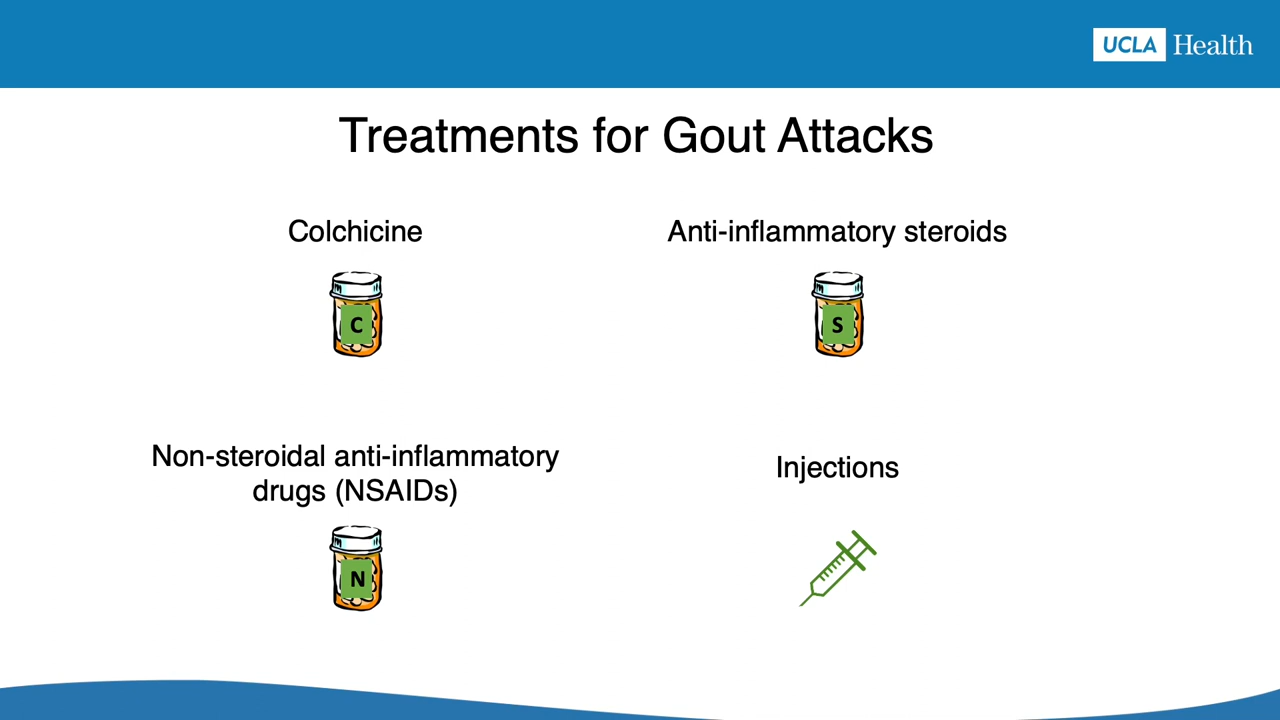 UCLA Health
Treatments for Gout Attacks
Colchicine
C
Anti-inflammatory steroids
S
Non-steroidal anti-inflammatory
drugs (NSAIDs)
N
Injections